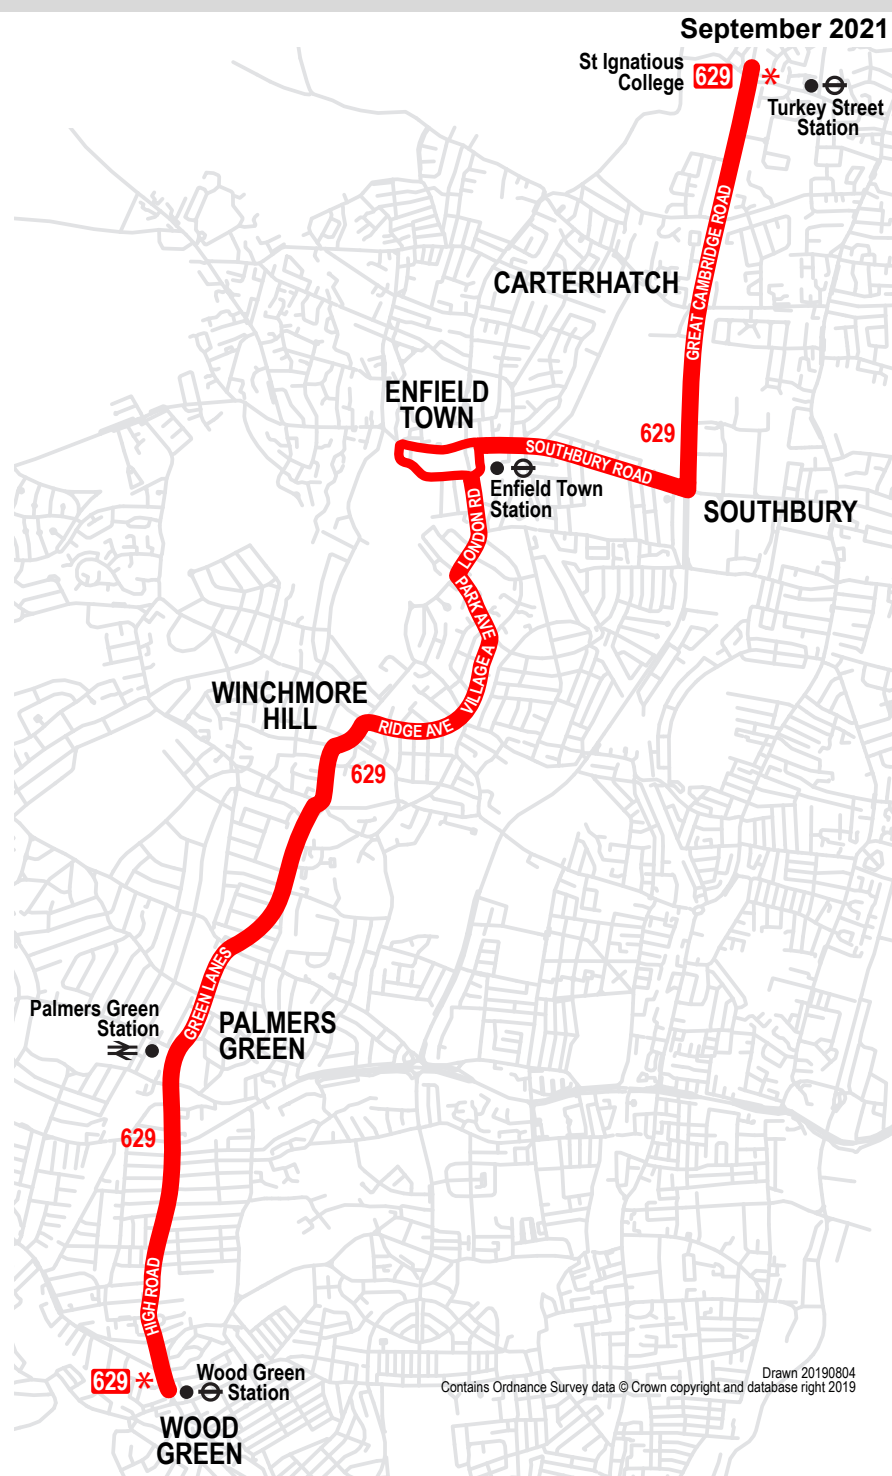 September 2021
St Ignatious
College
629
*
Turkey Street
Station
GREAT CAMBRIDGE ROAD
CARTERHATCH
ENFIELD
TOWN
629
SOUTHBURY ROAD
Enfield Town
Station
SOUTHBURY
LONDON RD
PARK AVE
VILLAGE A
WINCHMORE
HILL
RIDGE AVE
629
GREEN LANES
Palmers Green
Station
PALMERS
GREEN
629
HIGH ROAD
629
*
Wood Green
Station
WOOD
GREEN
Drawn 20190804
Contains Ordnance Survey data © Crown copyright and database right 2019